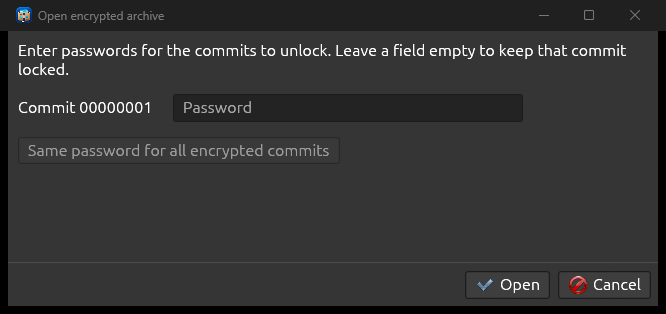 Open encrypted archive
Enter passwords for the commits to unlock. Leave a field empty to keep that commit
locked.
Commit 00000001 Password
Same password for all encrypted commits
Open Cancel